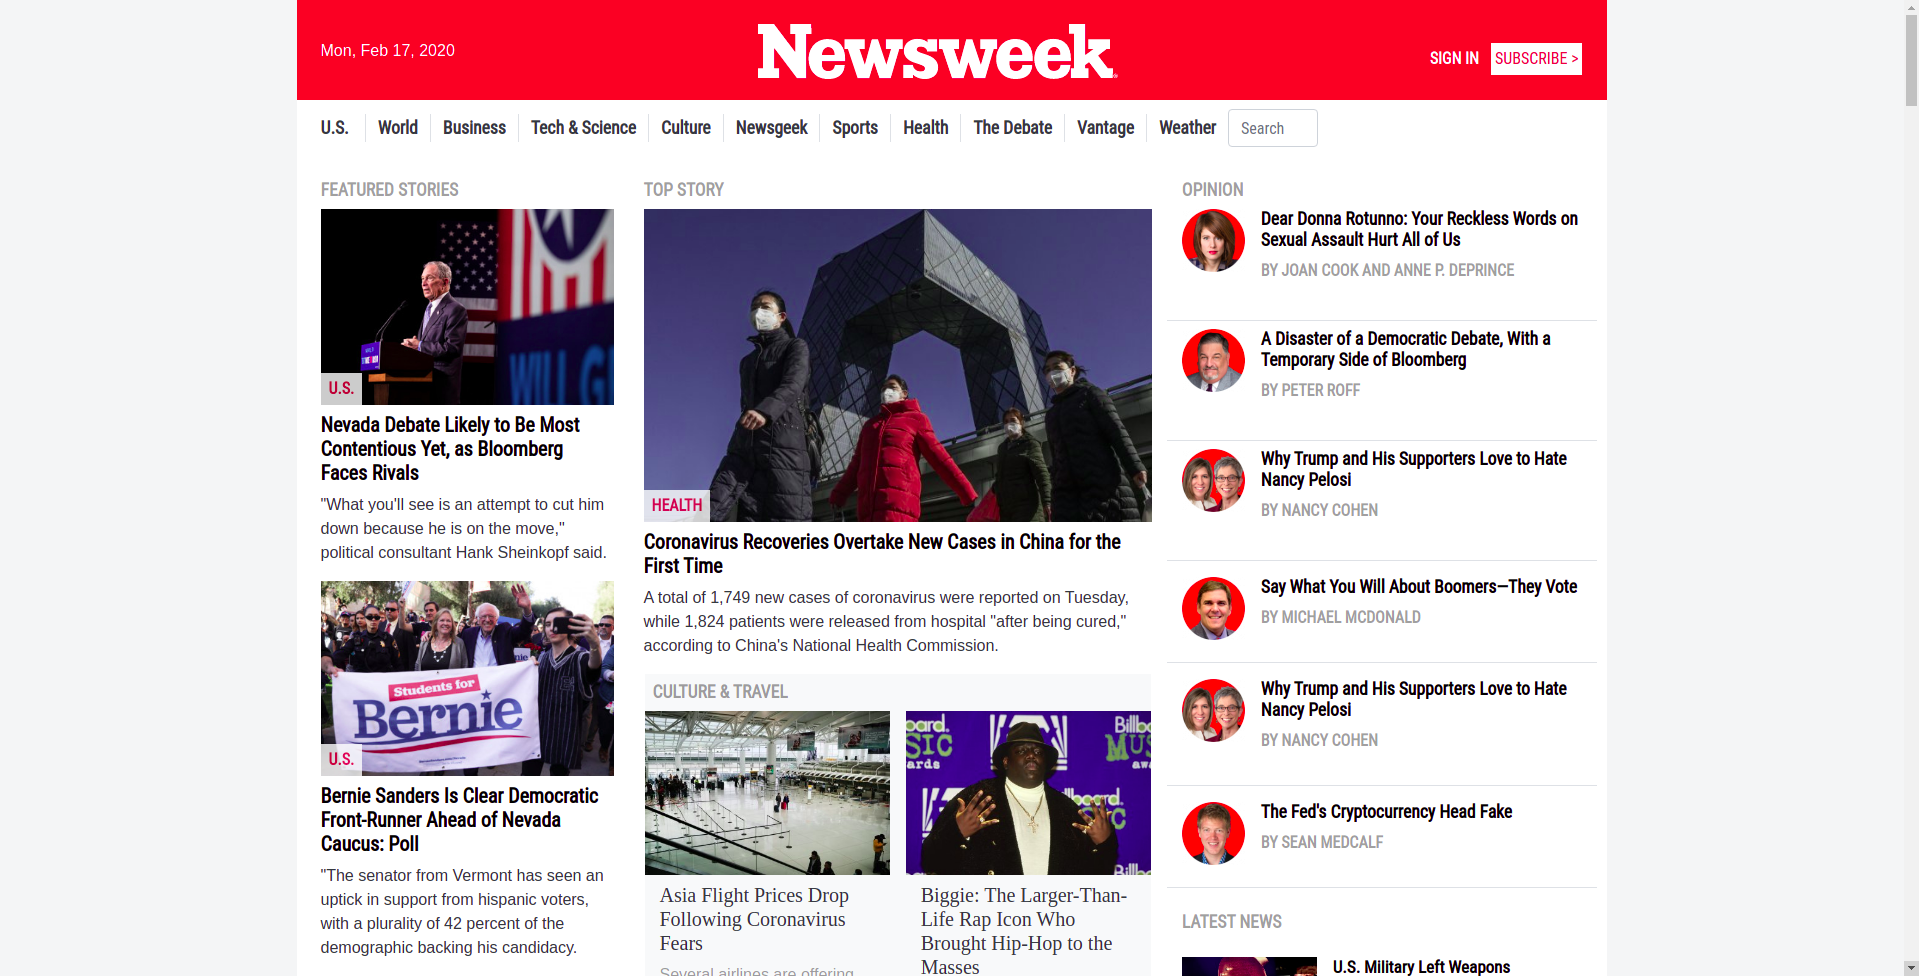 Mon, Feb 17, 2020
Newsweek
SIGN IN
SUBSCRIBE >
U.S.
World
Business
Tech & Science
Culture
Newsgeek
Sports
Health
The Debate
Vantage
Weather
Search
FEATURED STORIES
U.S.
Nevada Debate Likely to Be Most
Contentious Yet, as Bloomberg
Faces Rivals
"What you'll see is an attempt to cut him
down because he is on the move,"
political consultant Hank Sheinkopf said.
Students for
Bernie
U.S.
Bernie Sanders Is Clear Democratic
Front-Runner Ahead of Nevada
Caucus: Poll
"The senator from Vermont has seen an
uptick in support from hispanic voters,
with a plurality of 42 percent of the
demographic backing his candidacy.
TOP STORY
HEALTH
Coronavirus Recoveries Overtake New Cases in China for the
First Time
A total of 1,749 new cases of coronavirus were reported on Tuesday,
while 1,824 patients were released from hospital "after being cured,"
according to China's National Health Commission.
CULTURE & TRAVEL
Asia Flight Prices Drop
Following Coronavirus
Fears
Several airlines are offering
Biggie: The Larger-Than-
Life Rap Icon Who
Brought Hip-Hop to the
Masses
OPINION
Dear Donna Rotunno: Your Reckless Words on
Sexual Assault Hurt All of Us
BY JOAN COOK AND ANNE P. DEPRINCE
A Disaster of a Democratic Debate, With a
Temporary Side of Bloomberg
BY PETER ROFF
Why Trump and His Supporters Love to Hate
Nancy Pelosi
BY NANCY COHEN
Say What You Will About Boomers—They Vote
BY MICHAEL MCDONALD
Why Trump and His Supporters Love to Hate
Nancy Pelosi
BY NANCY COHEN
The Fed's Cryptocurrency Head Fake
BY SEAN MEDCALF
LATEST NEWS
U.S. Military Left Weapons